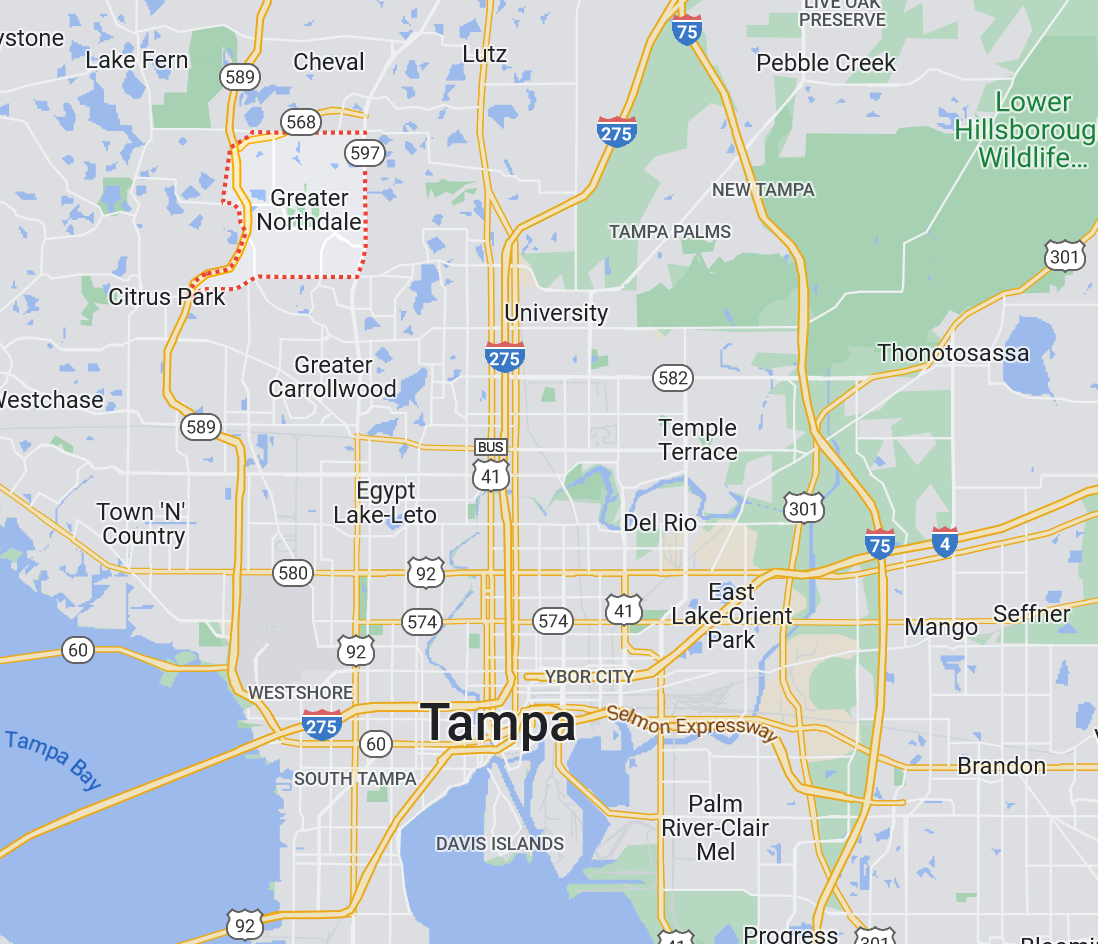 LIVE OAK
PRESERVE
75
ystone
Lake Fern
Cheval
Lutz
Pebble Creek
589
568
275
Lower
Hillsboroug
Wildlife...
597
Greater
Northdale
NEW TAMPA
TAMPA PALMS
301
Citrus Park
University
275
Thonotosassa
Greater
Carrollwood
582
Westchase
589
Temple
Terrace
BUS
41
Egypt
Lake-Leto
301
Town 'N'
Country
Del Rio
75
4
580
92
East
Lake-Orient
Park
41
574
574
Seffner
Mango
60
92
YBOR CITY
WESTSHORE
275
Tampa
Selmon Expressway
60
Tampa Bay
Brandon
SOUTH TAMPA
Palm
River-Clair
Mel
DAVIS ISLANDS
92
41
Progress
301
Bloomi